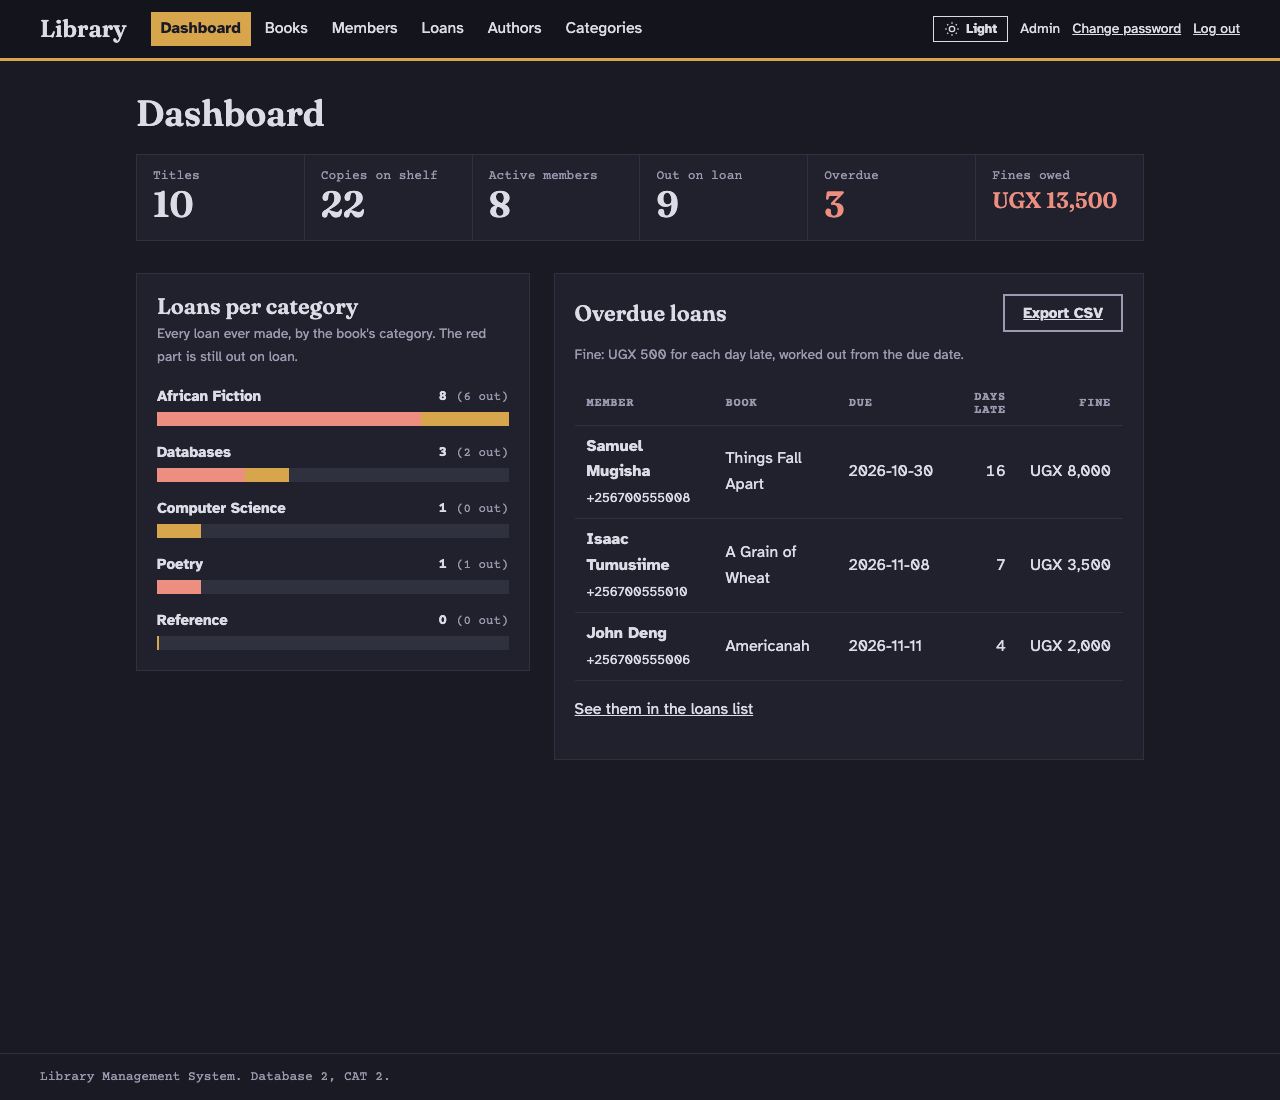 Library
Dashboard
Books
Members
Loans
Authors
Categories
Light
Admin
Change password
Log out
Dashboard
Titles
10
Copies on shelf
22
Active members
8
Out on loan
9
Overdue
3
Fines owed
UGX 13,500
Loans per category
Every loan ever made, by the book's category. The red
part is still out on loan.
African Fiction 8 (6 out)
Databases 3 (2 out)
Computer Science 1 (0 out)
Poetry 1 (1 out)
Reference 0 (0 out)
Overdue loans
Export CSV
Fine: UGX 500 for each day late, worked out from the due date.
MEMBER BOOK DUE DAYS LATE FINE
Samuel
Mugisha
+256700555008
Things Fall
Apart
2026-10-30
16
UGX 8,000
Isaac
Tumusiime
+256700555010
A Grain of
Wheat
2026-11-08
7
UGX 3,500
John Deng
+256700555006
Americanah
2026-11-11
4
UGX 2,000
See them in the loans list
Library Management System. Database 2, CAT 2.